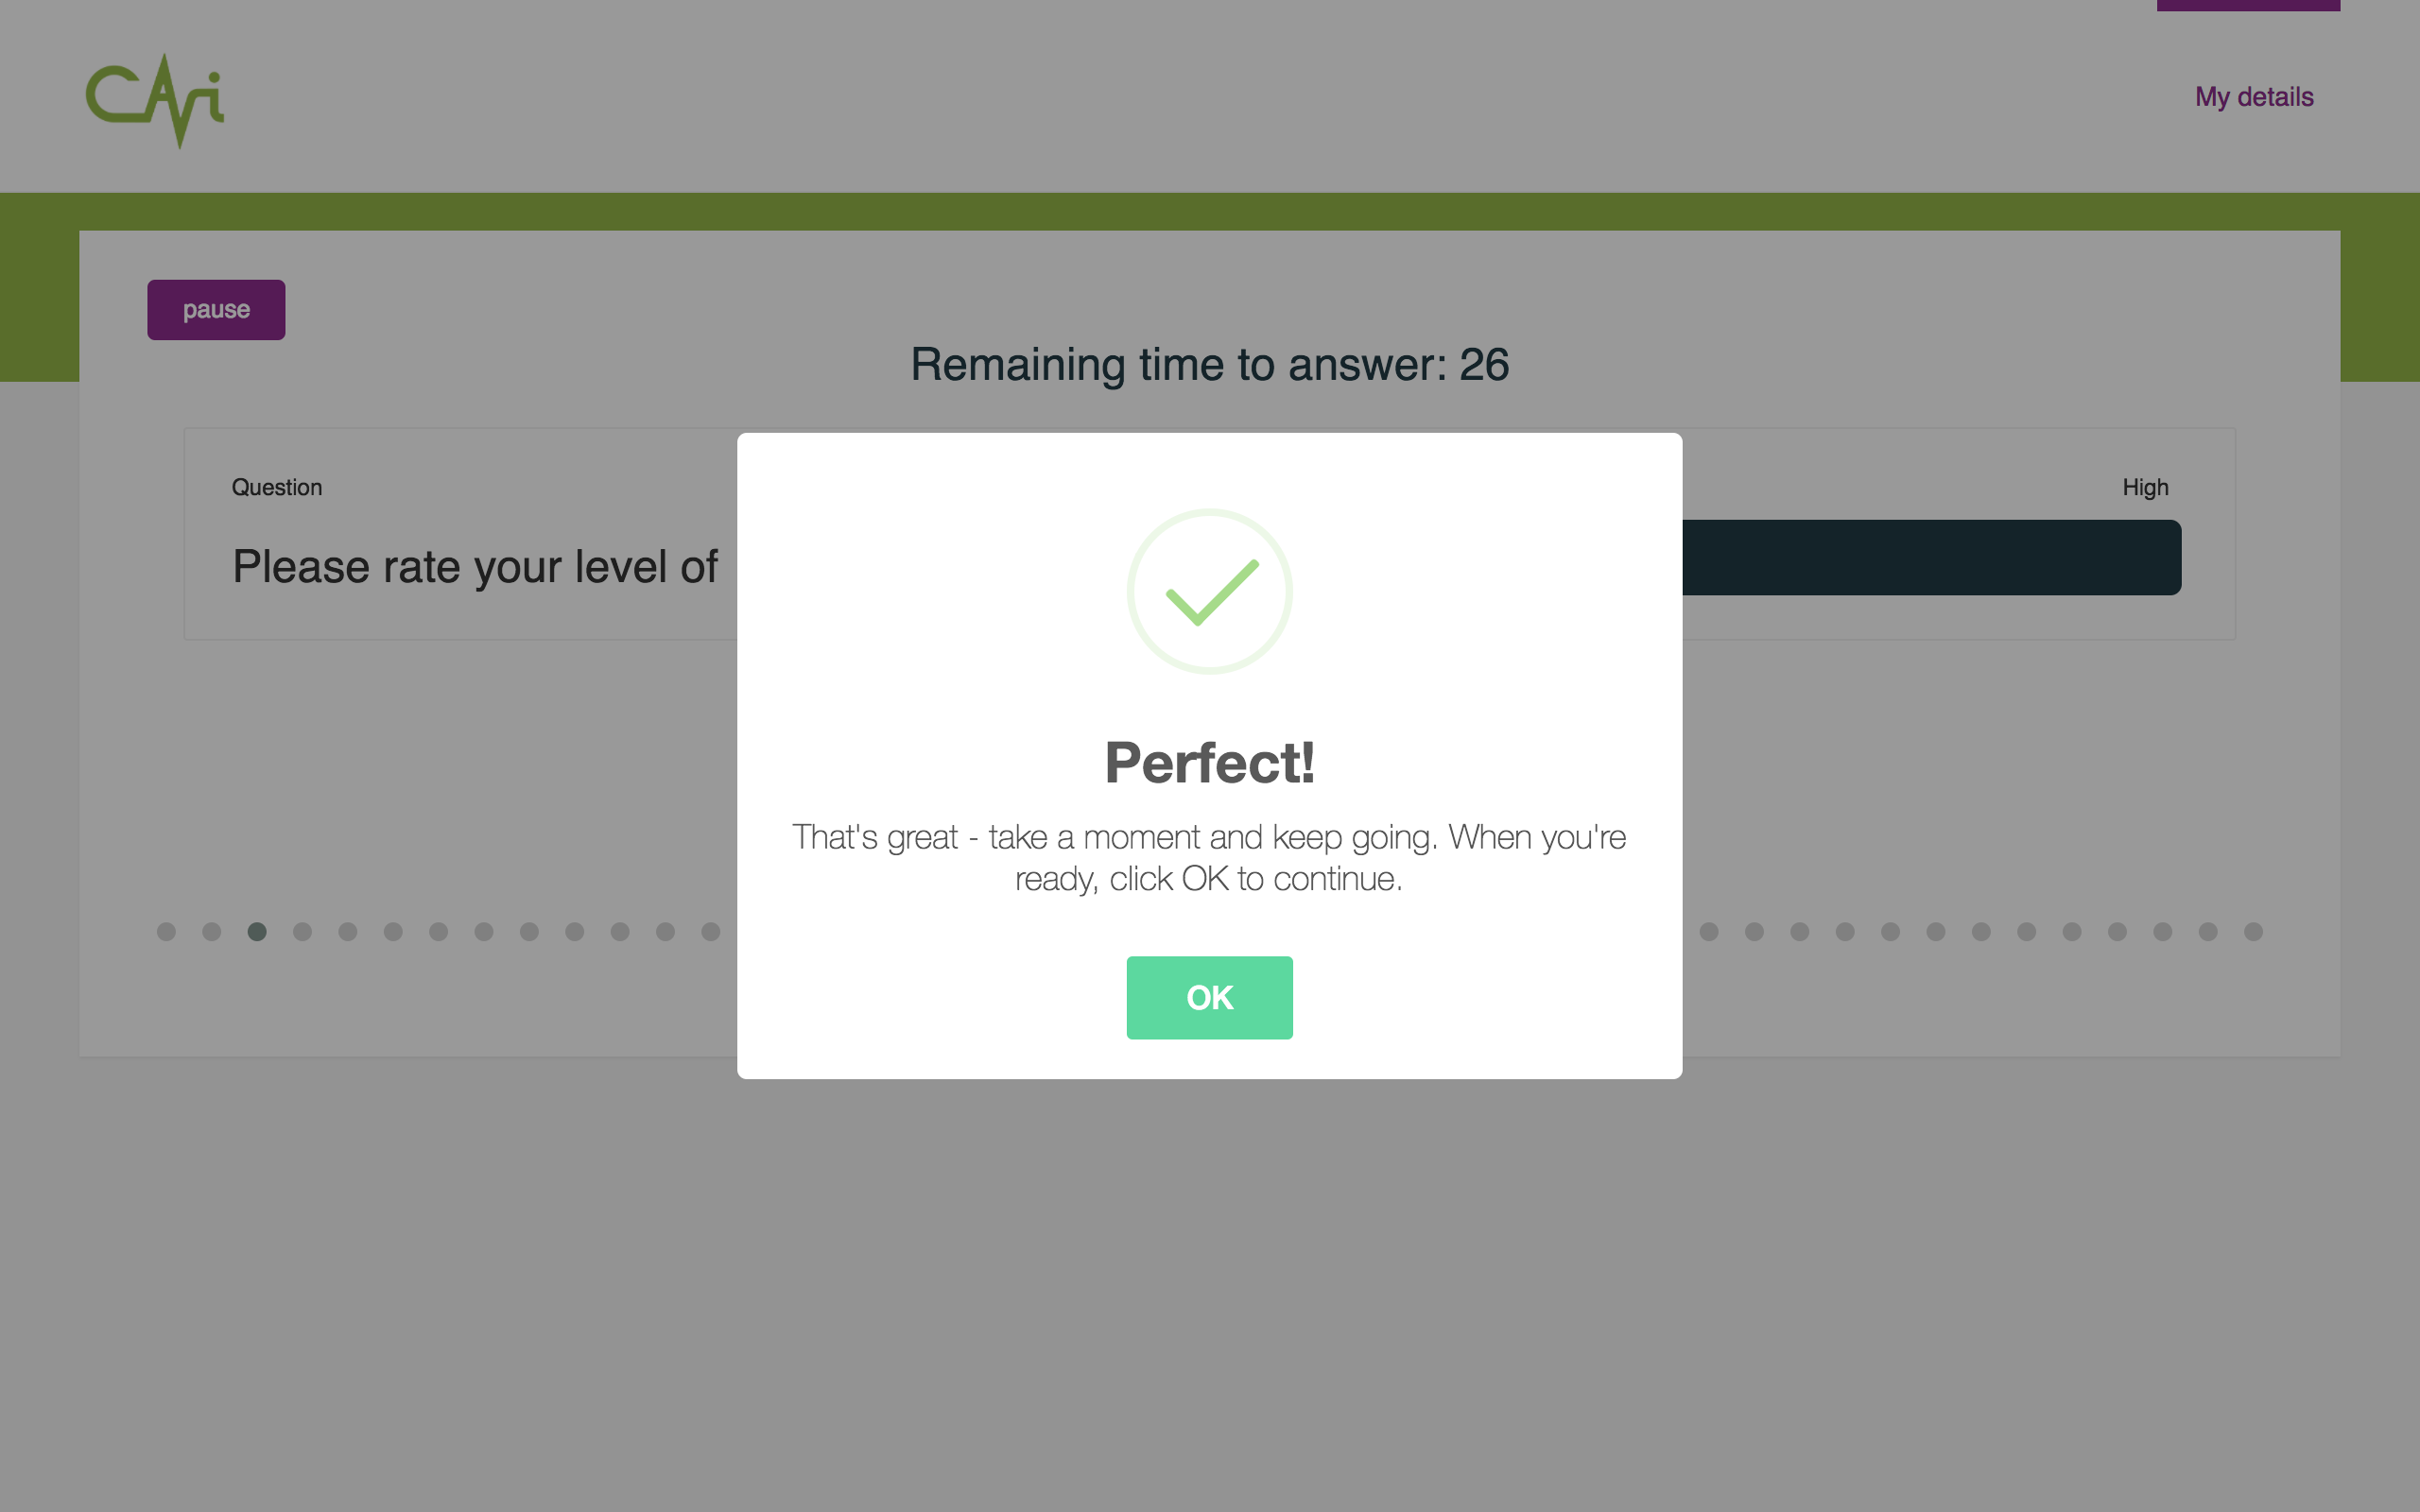 CAri
My details
pause
Remaining time to answer: 26
Question
High
Please rate your level of
Perfect!
That's great - take a moment and keep going. When you're
ready, click OK to continue.
OK